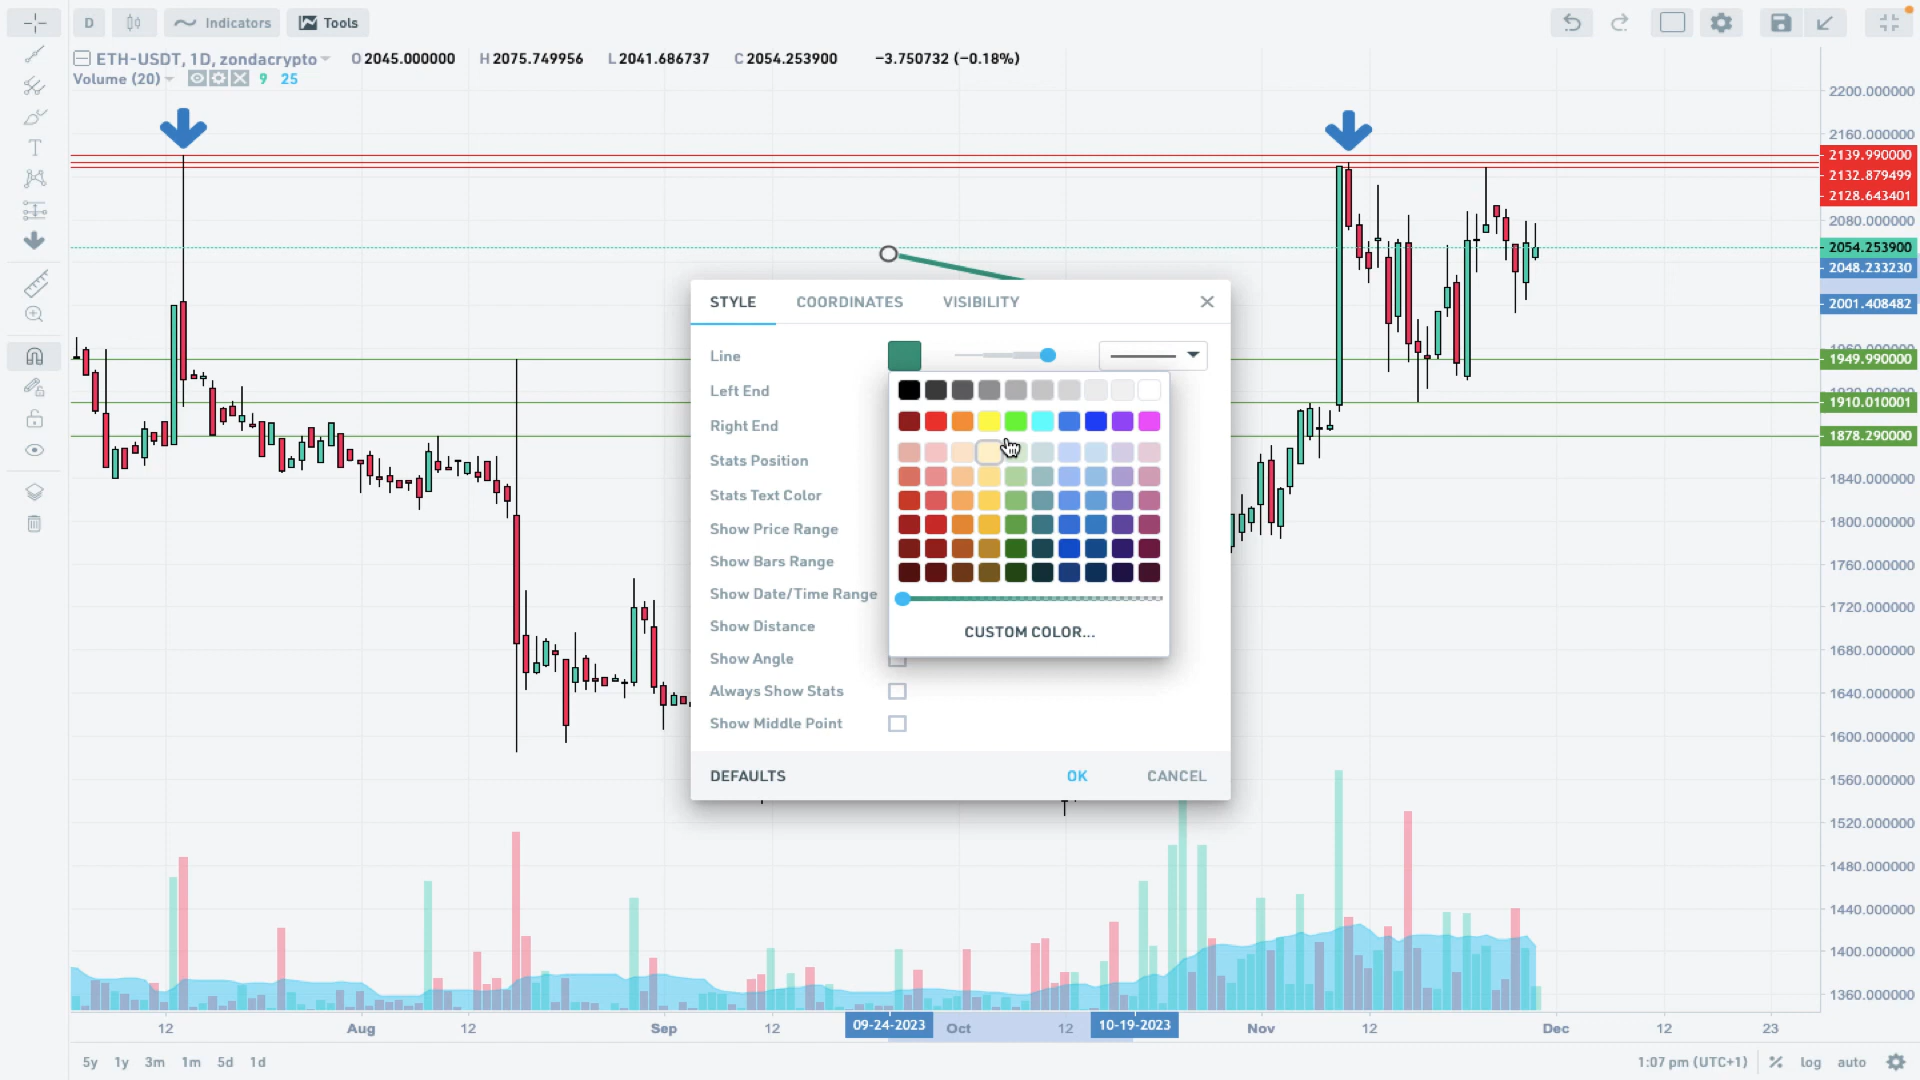 D Indicators Tools
ETH-USDT, 1D, zondacrypto O 2045.000000 H 2075.749956 L 2041.686737 C 2054.253900 −3.750732 (−0.18%)
Volume (20) 9 25
2200.000000
2160.000000
2139.990000
2132.879499
2128.643401
2080.000000
2054.253900
2048.233230
2001.408482
1949.990000
1910.010001
1878.290000
1840.000000
1800.000000
1760.000000
1720.000000
1680.000000
1640.000000
1600.000000
1560.000000
1520.000000
1480.000000
1440.000000
1400.000000
1360.000000
STYLE COORDINATES VISIBILITY
Line
Left End
Right End
Stats Position
Stats Text Color
Show Price Range
Show Bars Range
Show Date/Time Range
Show Distance
Show Angle
Always Show Stats
Show Middle Point
CUSTOM COLOR...
DEFAULTS OK CANCEL
12 Aug 12 Sep 12 09-24-2023 Oct 12 10-19-2023 Nov 12 Dec 12 23
5y 1y 3m 1m 5d 1d 1:07 pm (UTC+1) % log auto